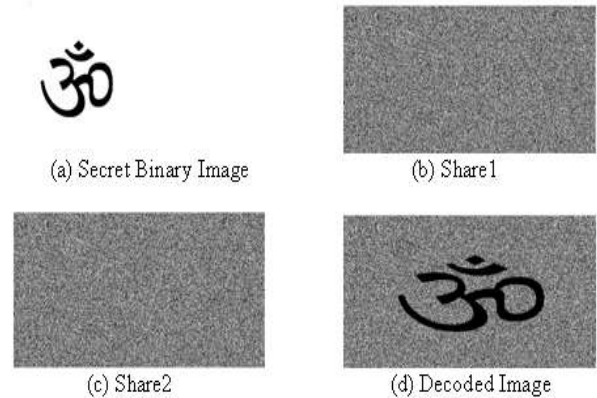 ॐ
(a) Secret Binary Image
(b) Share1
(c) Share2
ॐ
(d) Decoded Image